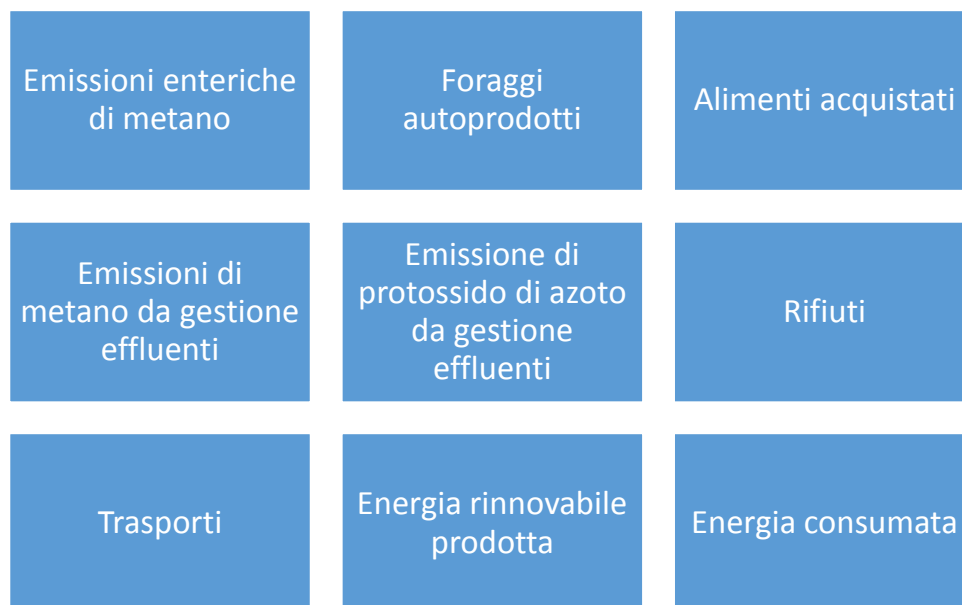 Emissioni enteriche
di metano
Foraggi
autoprodotti
Alimenti acquistati
Emissioni di
metano da gestione
effluenti
Emissione di
protossido di azoto
da gestione
effluenti
Rifiuti
Trasporti
Energia rinnovabile
prodotta
Energia consumata